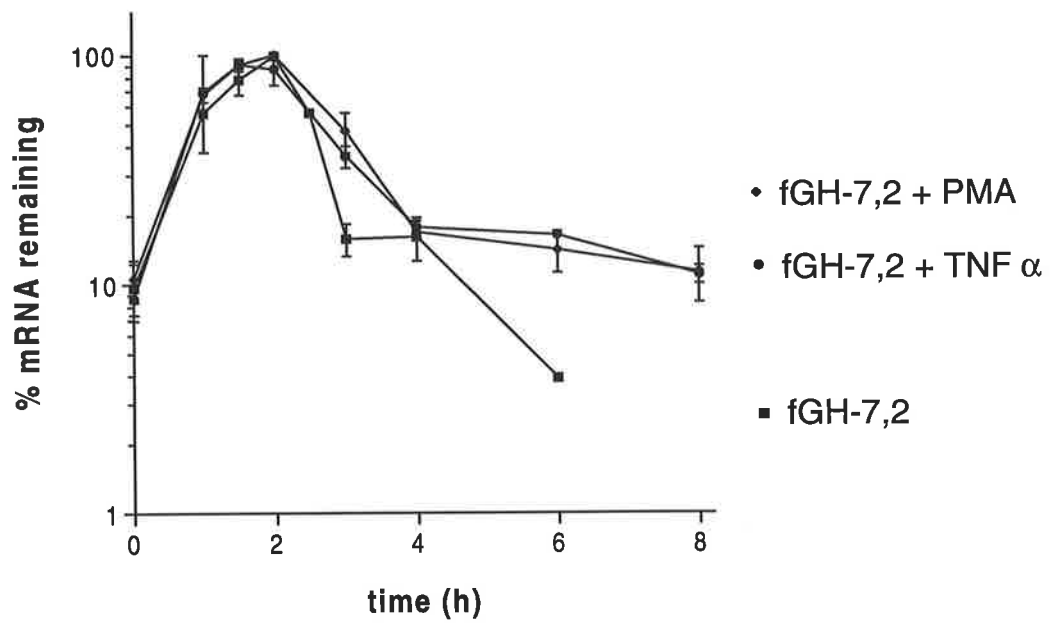 % mRNA remaining
100
10
1
0 2 4 6 8
time (h)
fGH-7,2 + PMA
fGH-7,2 + TNF α
fGH-7,2